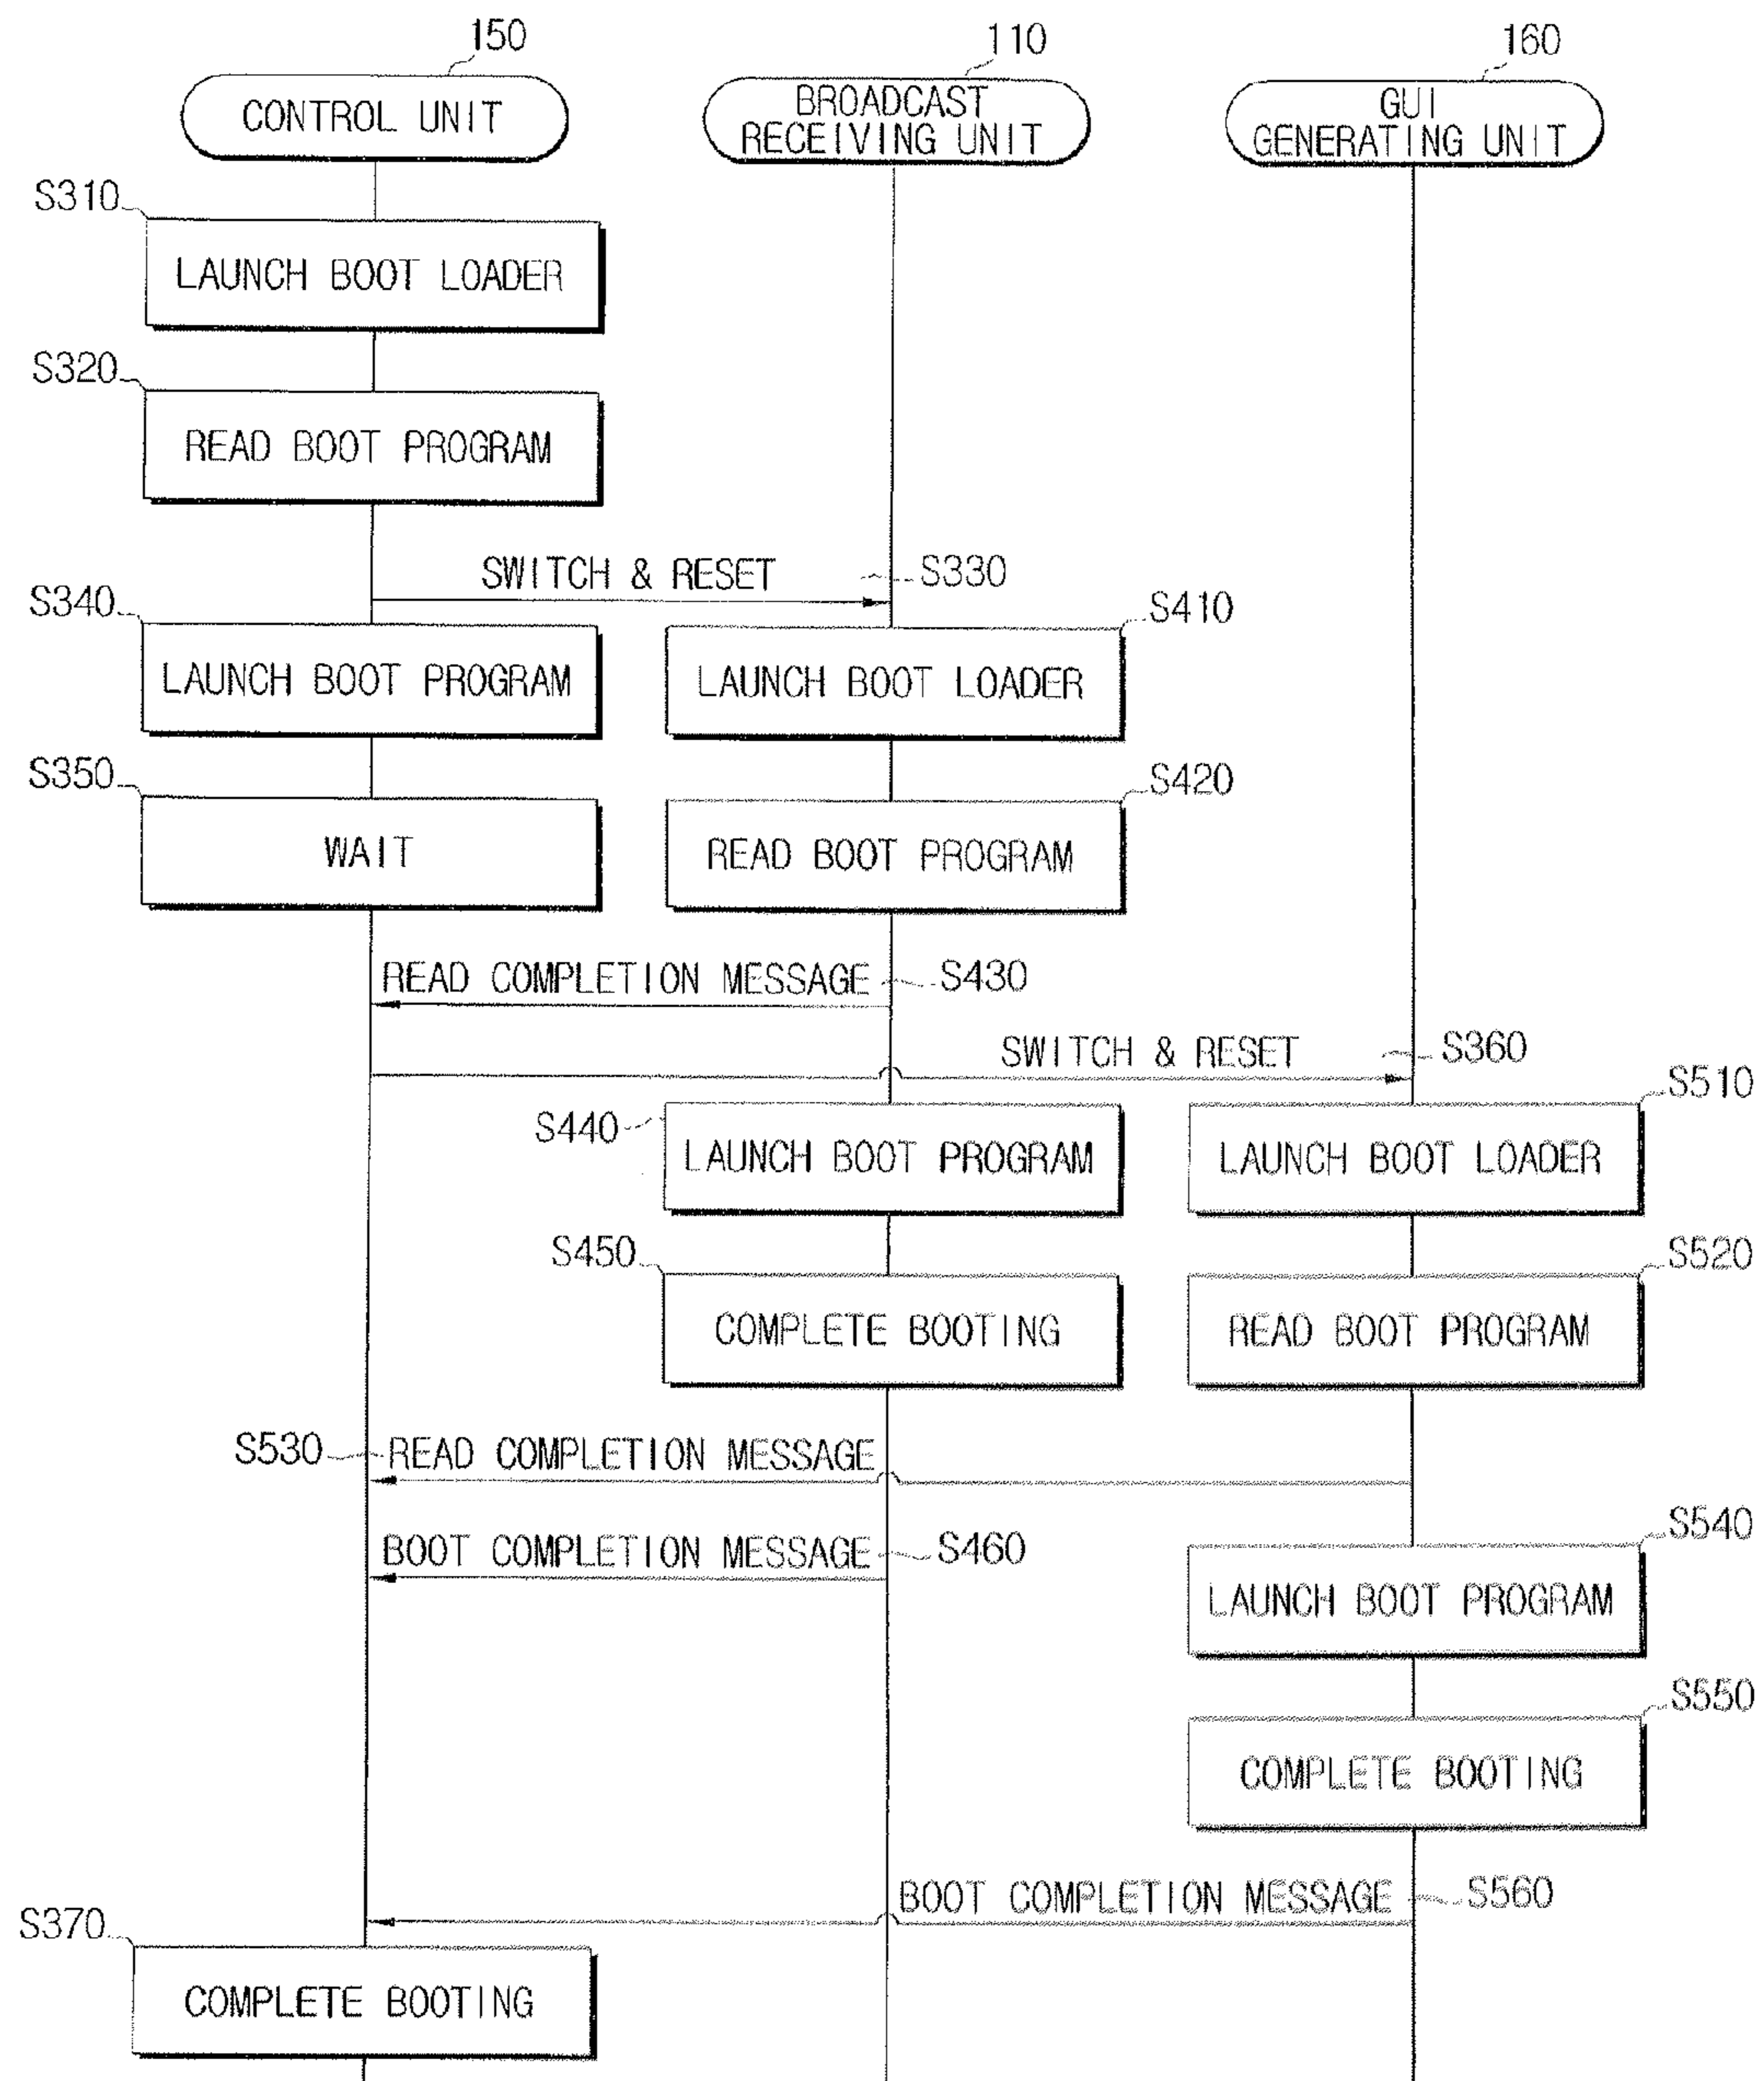 150
110
160
CONTROL UNIT
BROADCAST
RECEIVING UNIT
GUI
GENERATING UNIT
S310
LAUNCH BOOT LOADER
S320
READ BOOT PROGRAM
SWITCH & RESET
S330
S340
LAUNCH BOOT PROGRAM
S410
LAUNCH BOOT LOADER
S350
WAIT
S420
READ BOOT PROGRAM
READ COMPLETION MESSAGE
S430
SWITCH & RESET
S360
S440
LAUNCH BOOT PROGRAM
S510
LAUNCH BOOT LOADER
S450
COMPLETE BOOTING
S520
READ BOOT PROGRAM
S530
READ COMPLETION MESSAGE
BOOT COMPLETION MESSAGE
S460
S540
LAUNCH BOOT PROGRAM
S550
COMPLETE BOOTING
BOOT COMPLETION MESSAGE
S560
S370
COMPLETE BOOTING